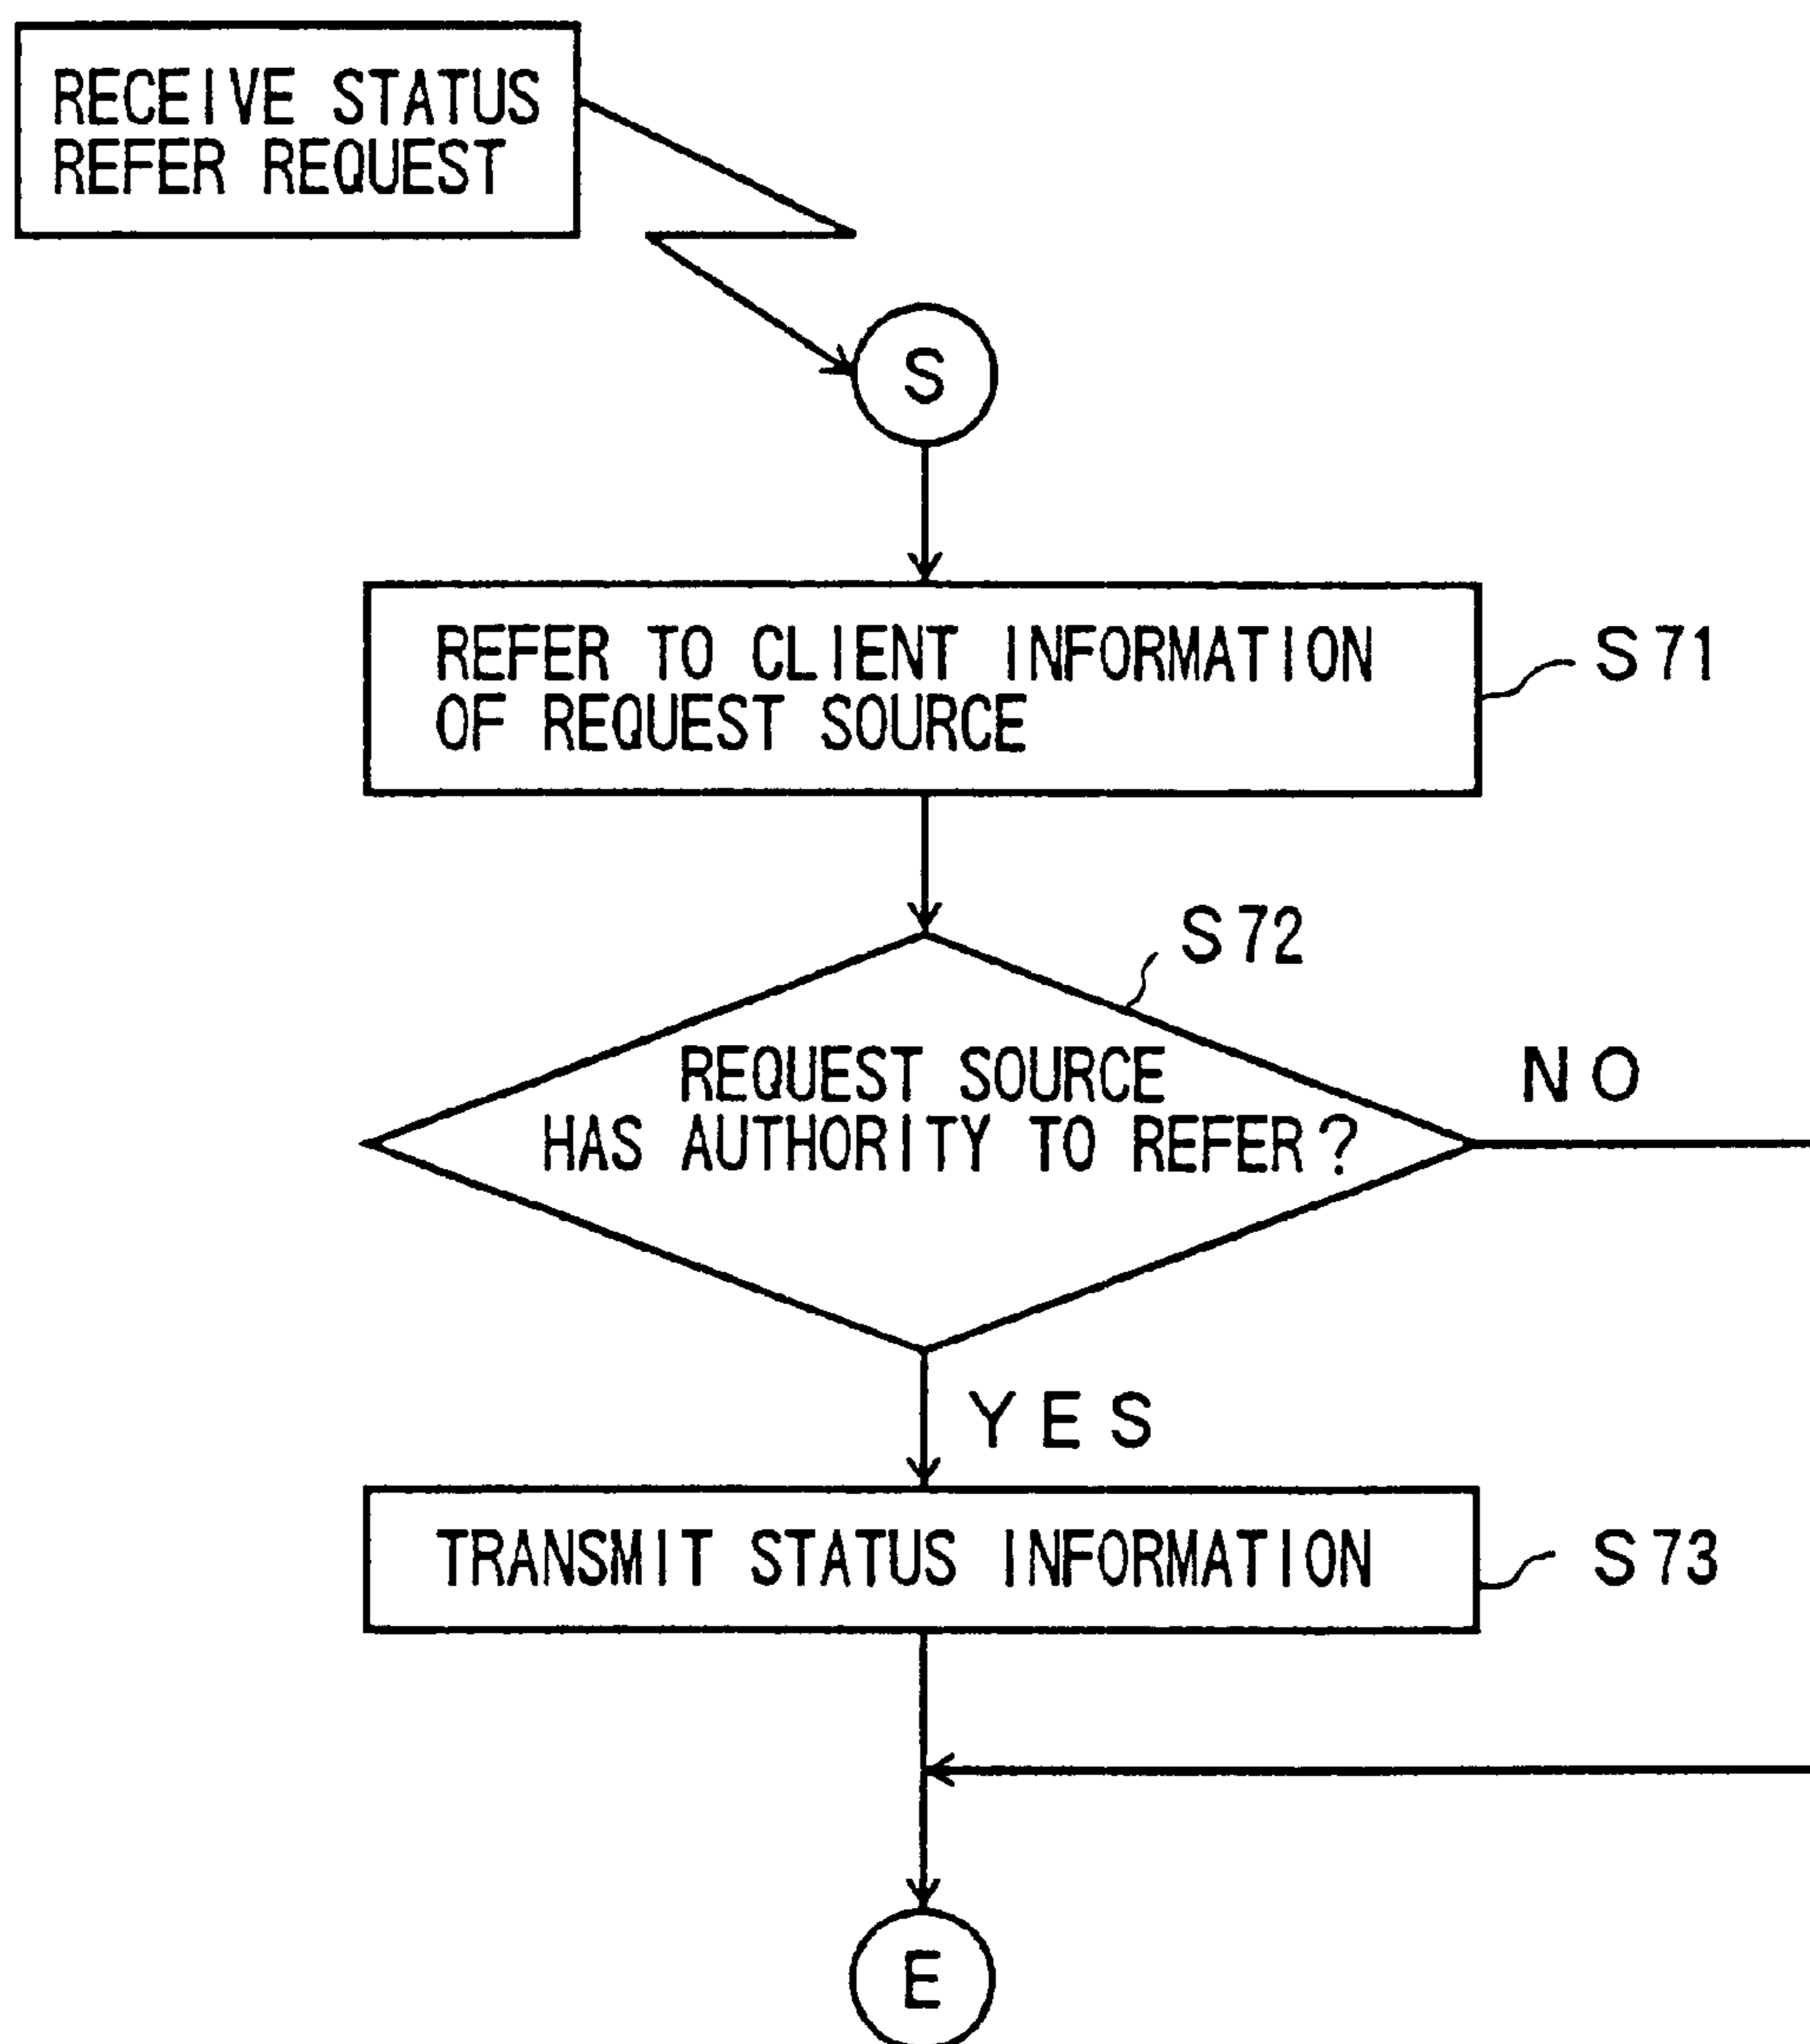 RECEIVE STATUS
REFER REQUEST
S
REFER TO CLIENT INFORMATION
OF REQUEST SOURCE
S71
S72
REQUEST SOURCE
HAS AUTHORITY TO REFER?
NO
YES
TRANSMIT STATUS INFORMATION
S73
E